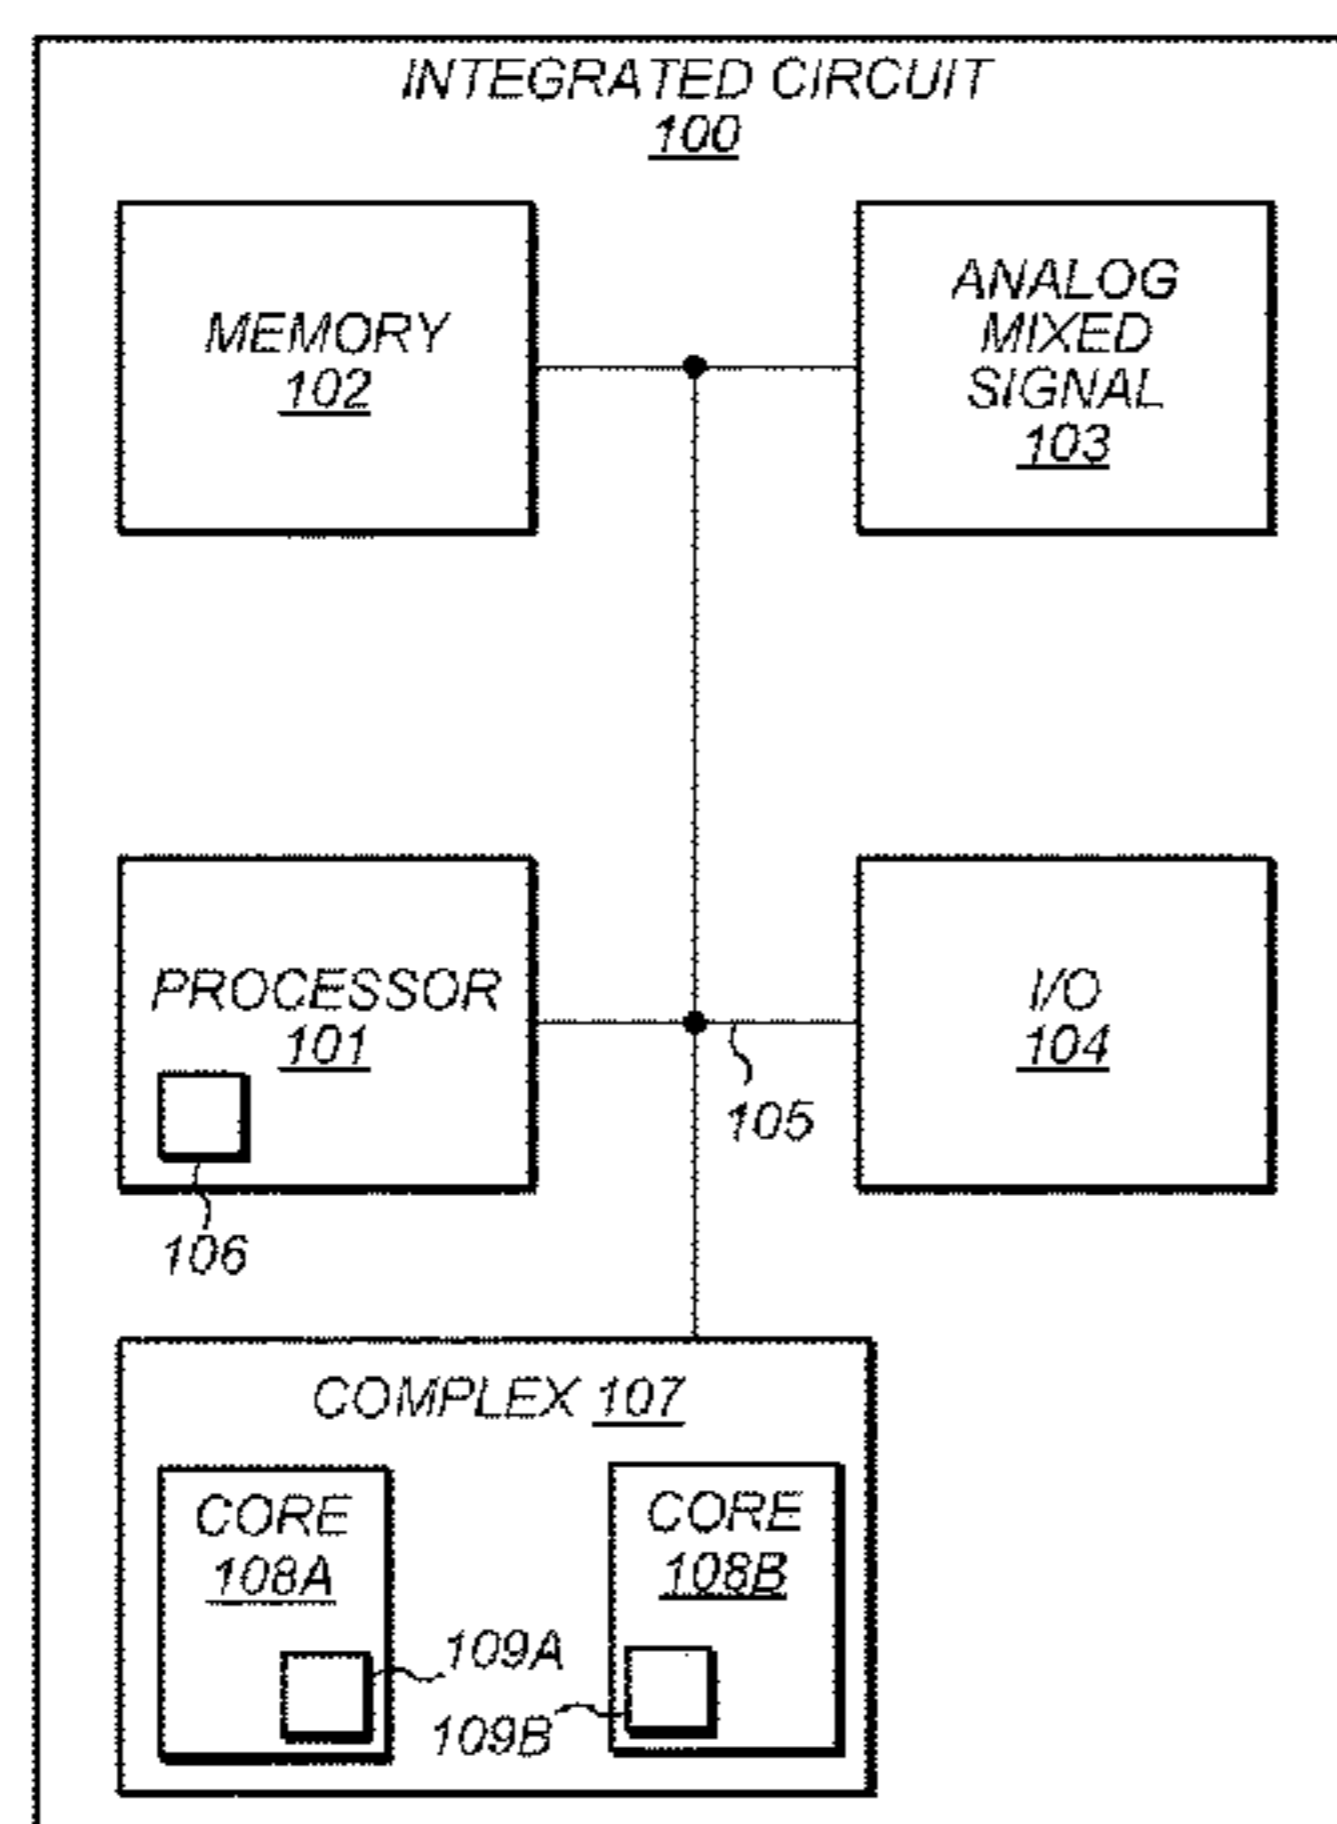 INTEGRATED CIRCUIT
100
MEMORY
102
ANALOG
MIXED
SIGNAL
103
PROCESSOR
101
106
I/O
104
105
COMPLEX 107
CORE
108A
109A
CORE
108B
109B